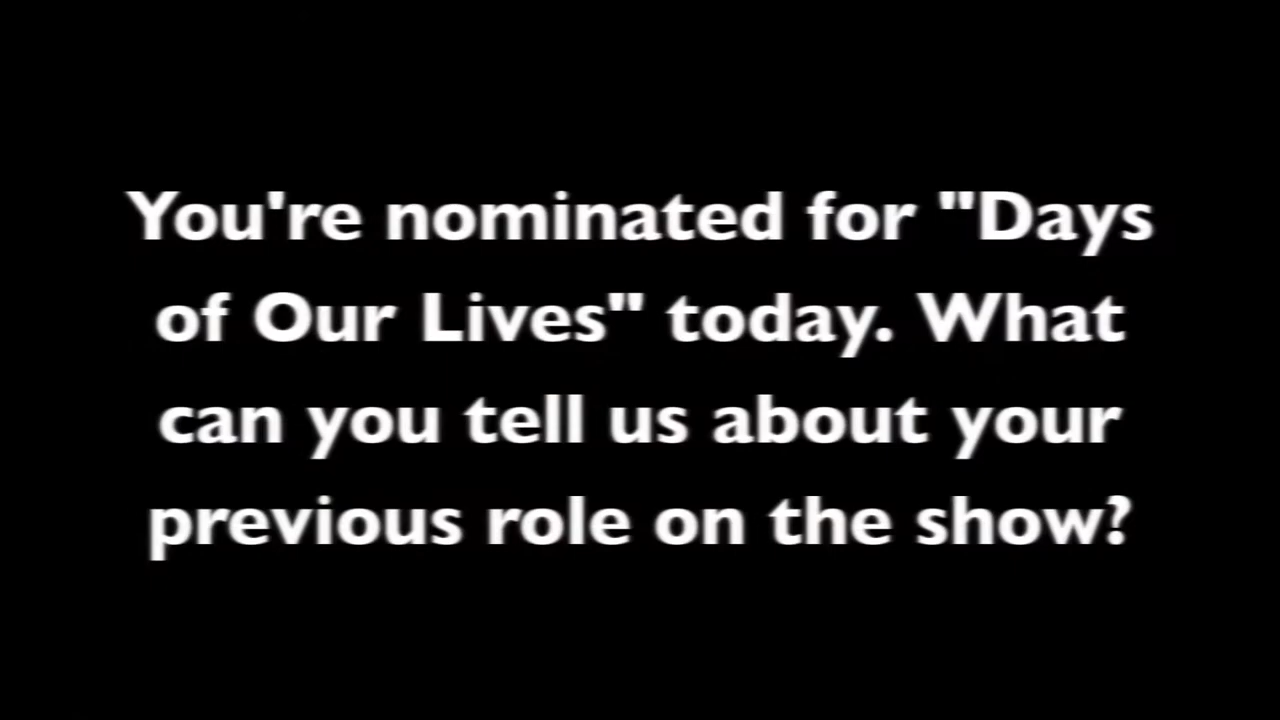 You're nominated for "Days
of Our Lives" today. What
can you tell us about your
previous role on the show?